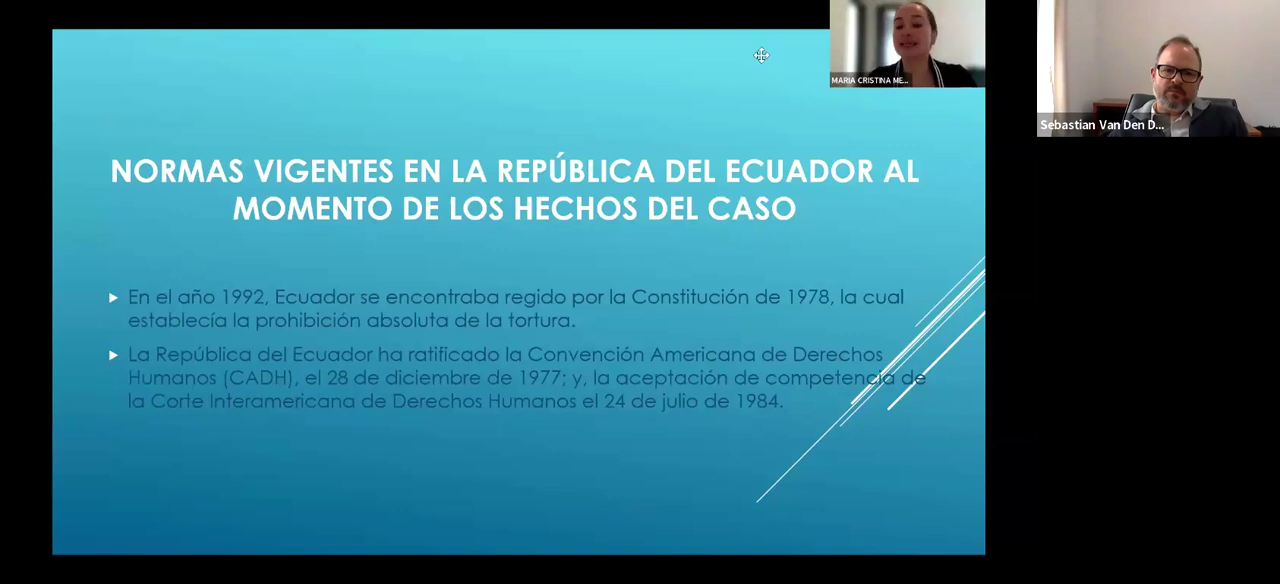 MARIA CRISTINA ME...
Sebastian Van Den D...
NORMAS VIGENTES EN LA REPÚBLICA DEL ECUADOR AL
MOMENTO DE LOS HECHOS DEL CASO
En el año 1992, Ecuador se encontraba regido por la Constitución de 1978, la cual
establecía la prohibición absoluta de la tortura.
La República del Ecuador ha ratificado la Convención Americana de Derechos
Humanos (CADH), el 28 de diciembre de 1977; y, la aceptación de competencia de
la Corte Interamericana de Derechos Humanos el 24 de julio de 1984.